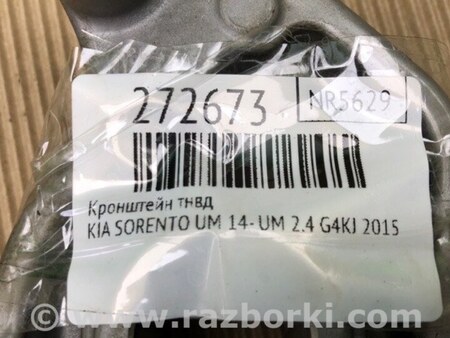 272673
NR5629
Кронштейн тнвд
KIA SORENTO UM 14- UM 2.4 G4KJ 2015
© www.razborki.com